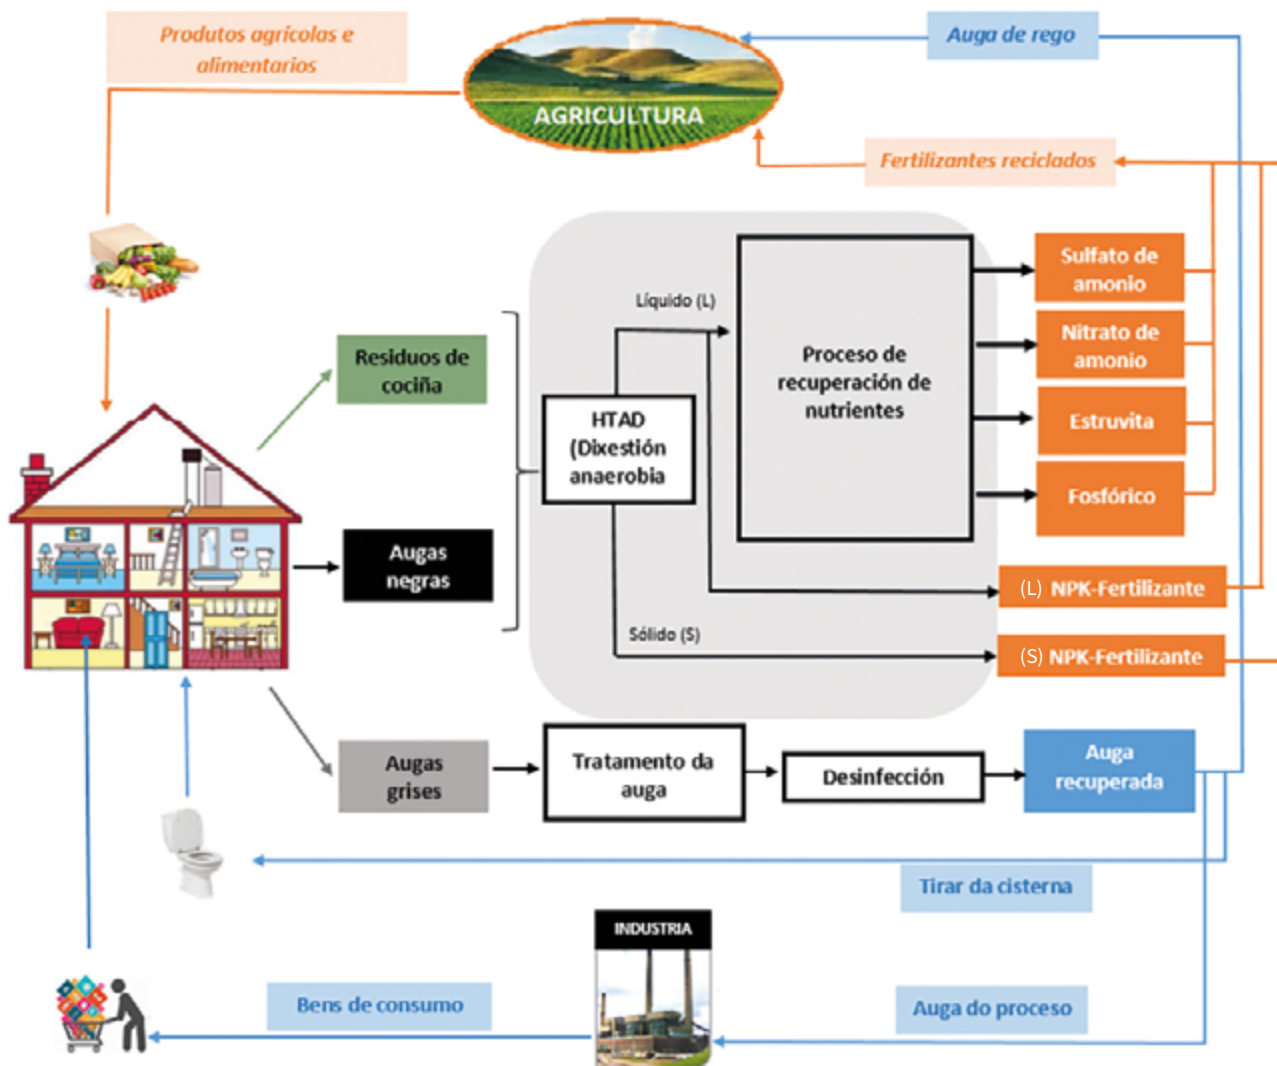 Produtos agrícolas e
alimentarios
AGRICULTURA
Auga de rego
Fertilizantes reciclados
Líquido (L)
Proceso de
recuperación de
nutrientes
Sulfato de
amonio
Nitrato de
amonio
Estruvita
Fosfórico
Residuos de
cociña
HTAD
(Dixestión
anaerobia
Augas
negras
Sólido (S)
(L) NPK-Fertilizante
(S) NPK-Fertilizante
Augas
grises
Tratamento da
auga
Desinfección
Auga
recuperada
Tirar da cisterna
INDUSTRIA
Bens de consumo
Auga do proceso